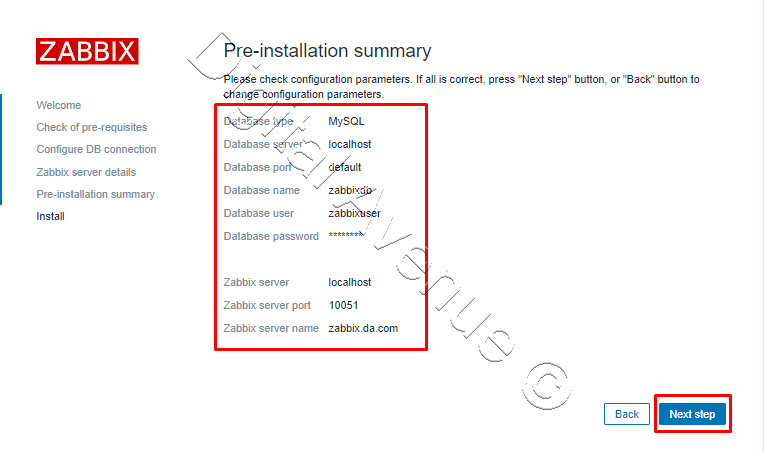 ZABBIX
Pre-installation summary
Please check configuration parameters. If all is correct, press "Next step" button, or "Back" button to
change configuration parameters.
Welcome
Check of pre-requisites
Configure DB connection
Zabbix server details
Pre-installation summary
Install
Database type MySQL
Database server localhost
Database port default
Database name zabbixdb
Database user zabbixuser
Database password ********
Zabbix server localhost
Zabbix server port 10051
Zabbix server name zabbix.da.com
Back Next step
Digital Avenue ©